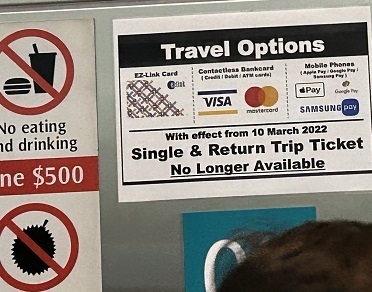 Travel Options
EZ-Link Card
Contactless Bankcard
( Credit / Debit / ATM cards)
Mobile Phones
( Apple Pay / Google Pay /
Samsung Pay )
VISA
mastercard
Pay
Google Pay
SAMSUNG pay
With effect from 10 March 2022
Single & Return Trip Ticket
No Longer Available
No eating
nd drinking
ne $500